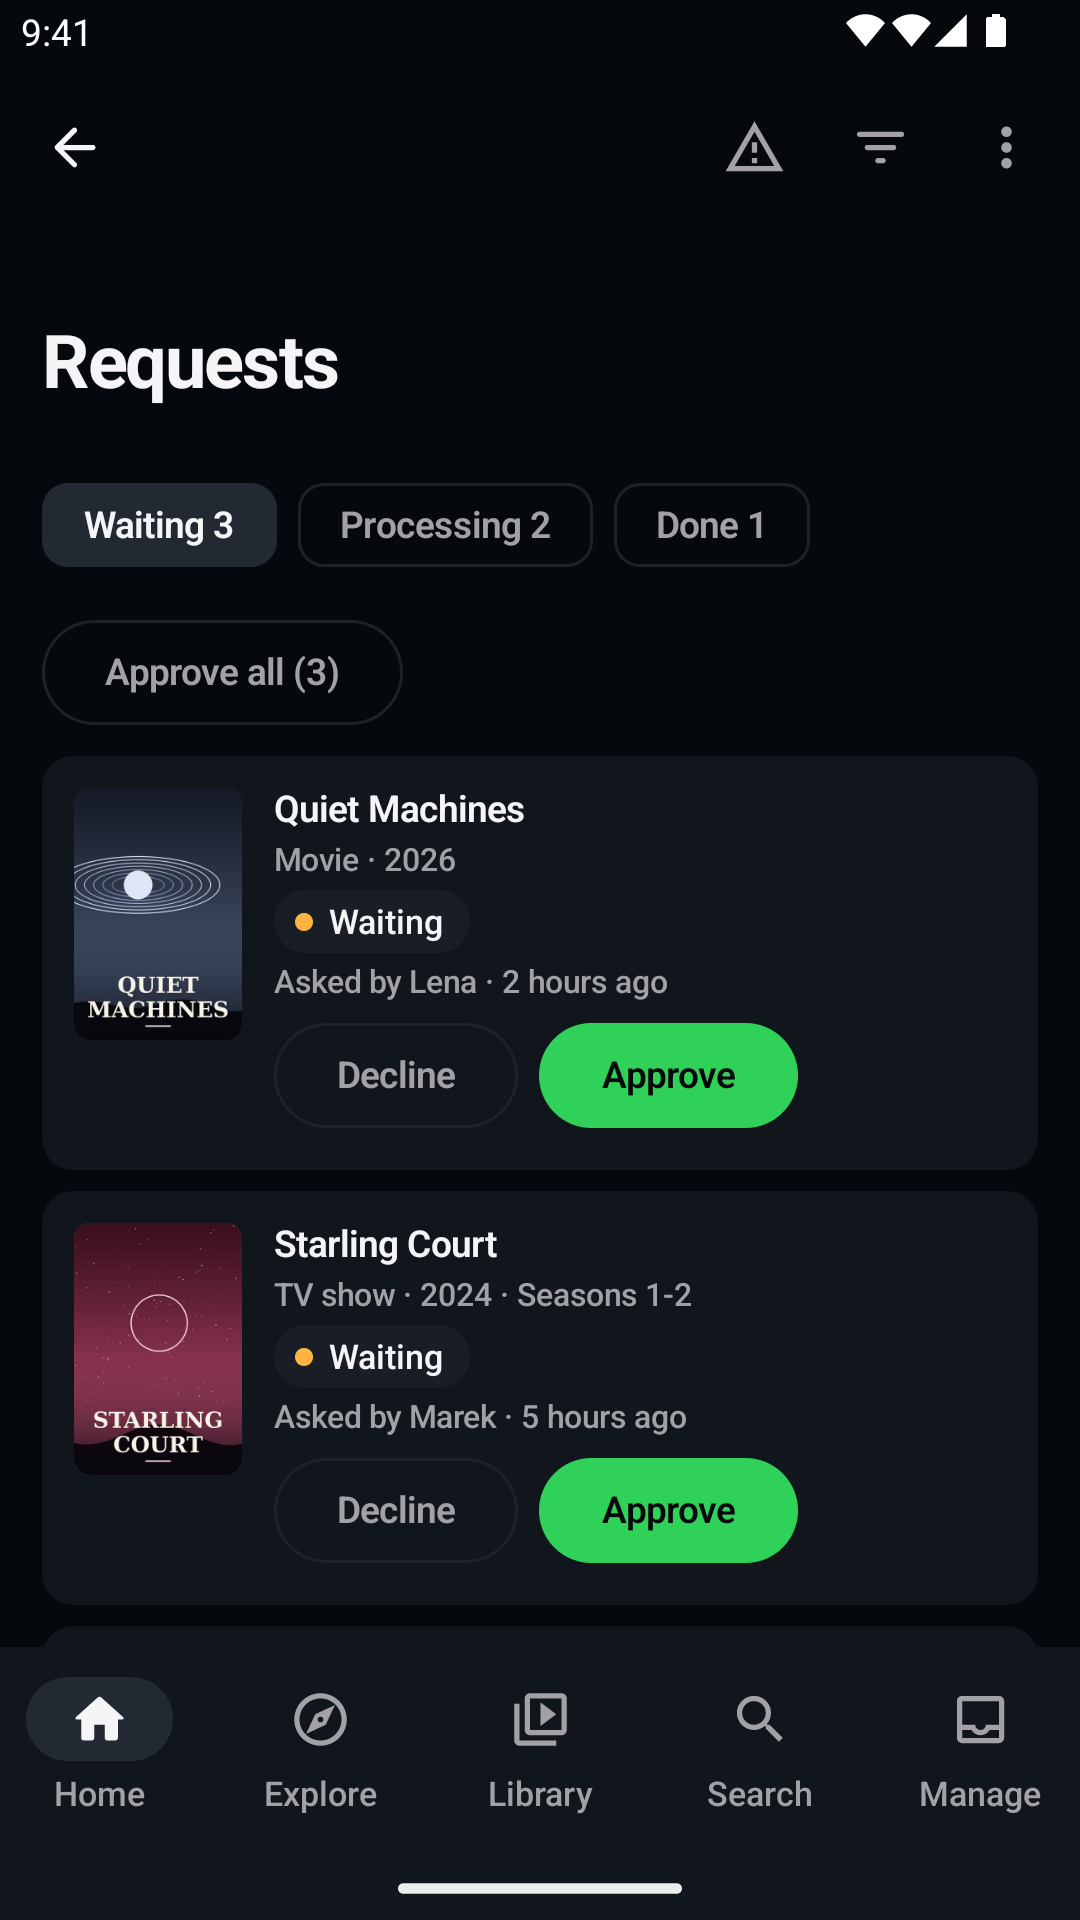 9:41
Requests
Waiting 3
Processing 2
Done 1
Approve all (3)
QUIET
MACHINES
Quiet Machines
Movie · 2026
Waiting
Asked by Lena · 2 hours ago
Decline
Approve
STARLING
COURT
Starling Court
TV show · 2024 · Seasons 1-2
Waiting
Asked by Marek · 5 hours ago
Decline
Approve
Home
Explore
Library
Search
Manage